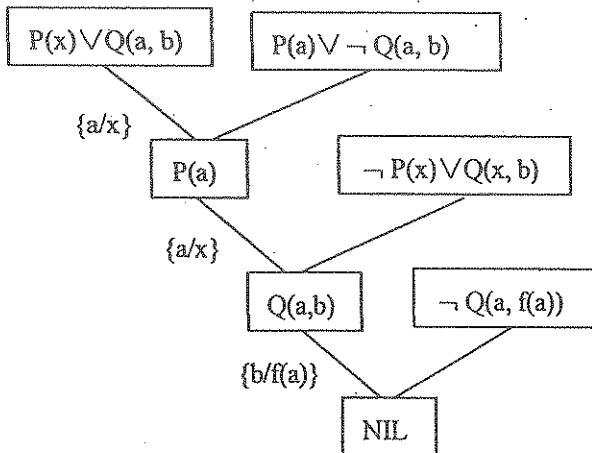 P(x)∨Q(a, b)
P(a)∨¬ Q(a, b)
{a/x}
P(a)
¬ P(x)∨Q(x, b)
{a/x}
Q(a,b)
¬ Q(a, f(a))
{b/f(a)}
NIL